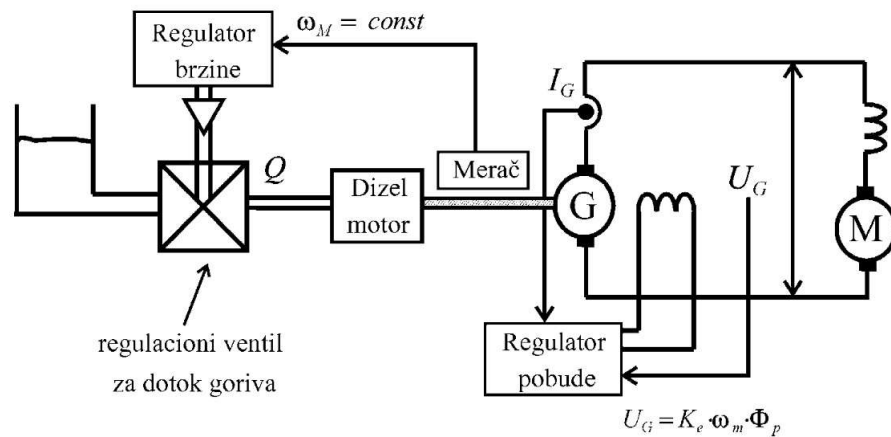 Regulator
brzine
ω_M = const
I_G
Merač
Q
Dizel
motor
G
U_G
M
regulacioni ventil
za dotok goriva
Regulator
pobude
U_G = K_e · ω_m · Φ_p